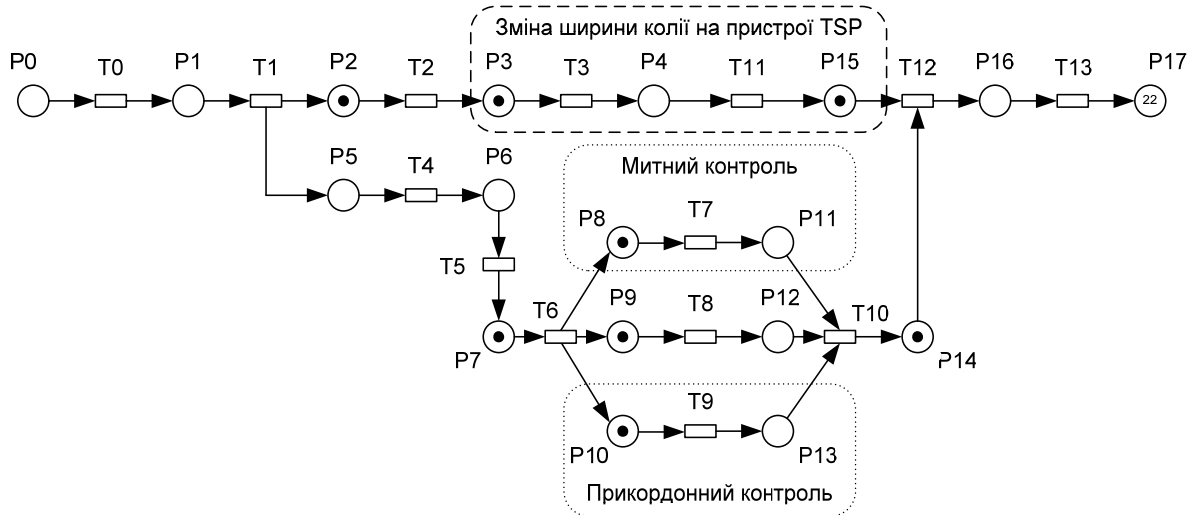 Зміна ширини колії на пристрої TSP
P0 T0 P1 T1 P2 T2 P3 T3 P4 T11 P15 T12 P16 T13 P17
22
P5 T4 P6
Митний контроль
P8 T7 P11
T5
T6 P9 T8 P12 T10
P7 P14
T9
P10 P13
Прикордонний контроль